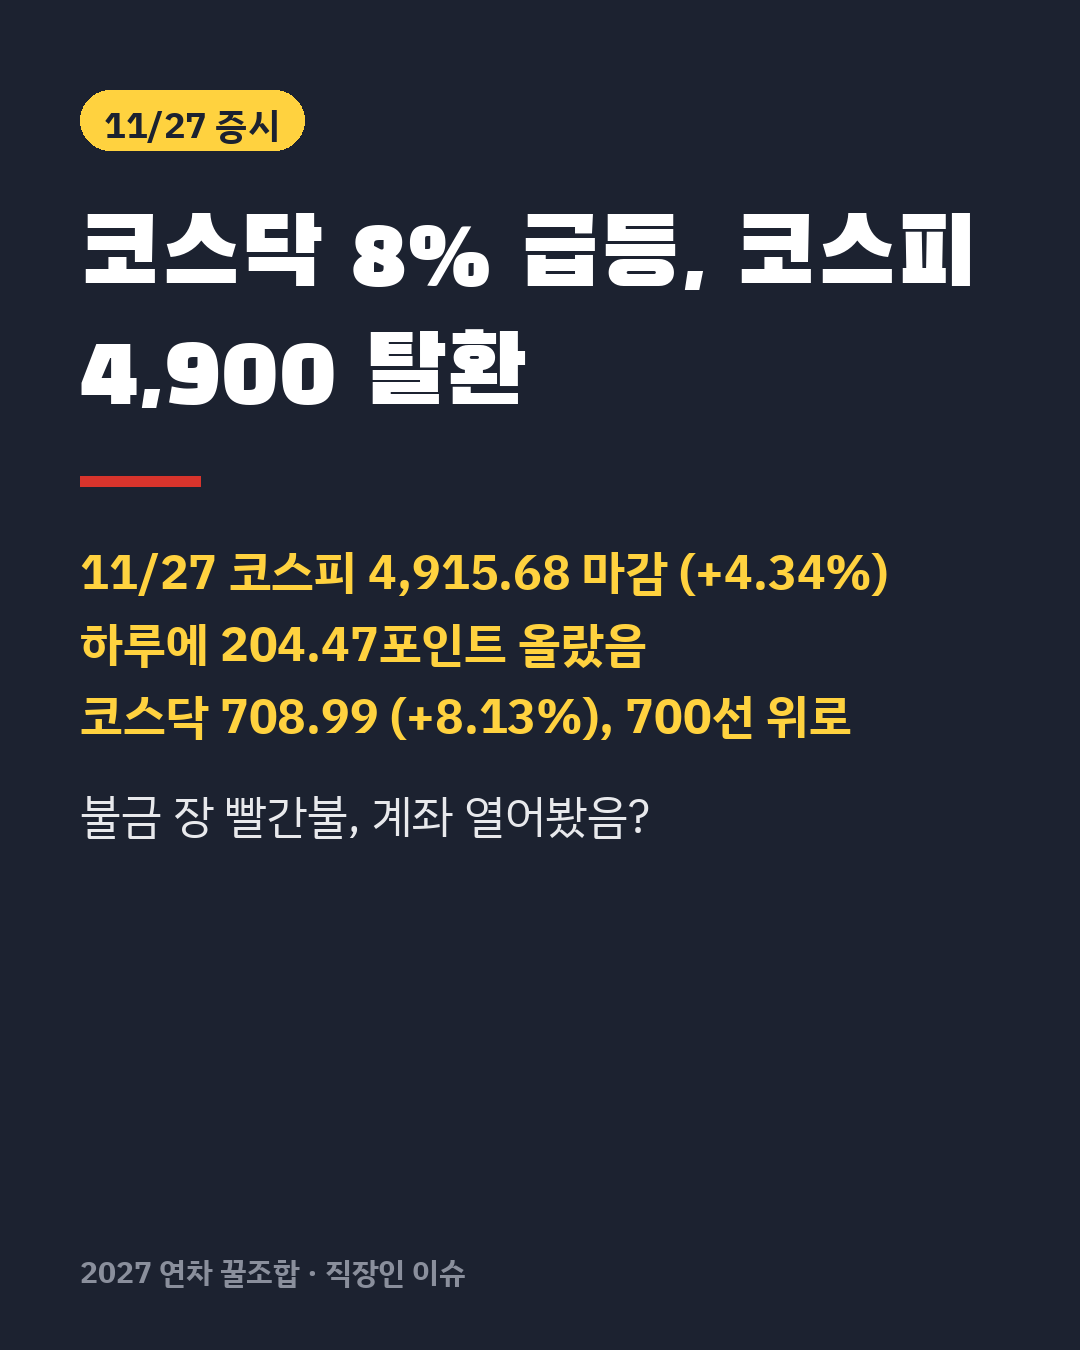 11/27 증시
코스닥 8% 급등, 코스피
4,900 탈환
11/27 코스피 4,915.68 마감 (+4.34%)
하루에 204.47포인트 올랐음
코스닥 708.99 (+8.13%), 700선 위로
불금 장 빨간불, 계좌 열어봤음?
2027 연차 꿀조합 · 직장인 이슈